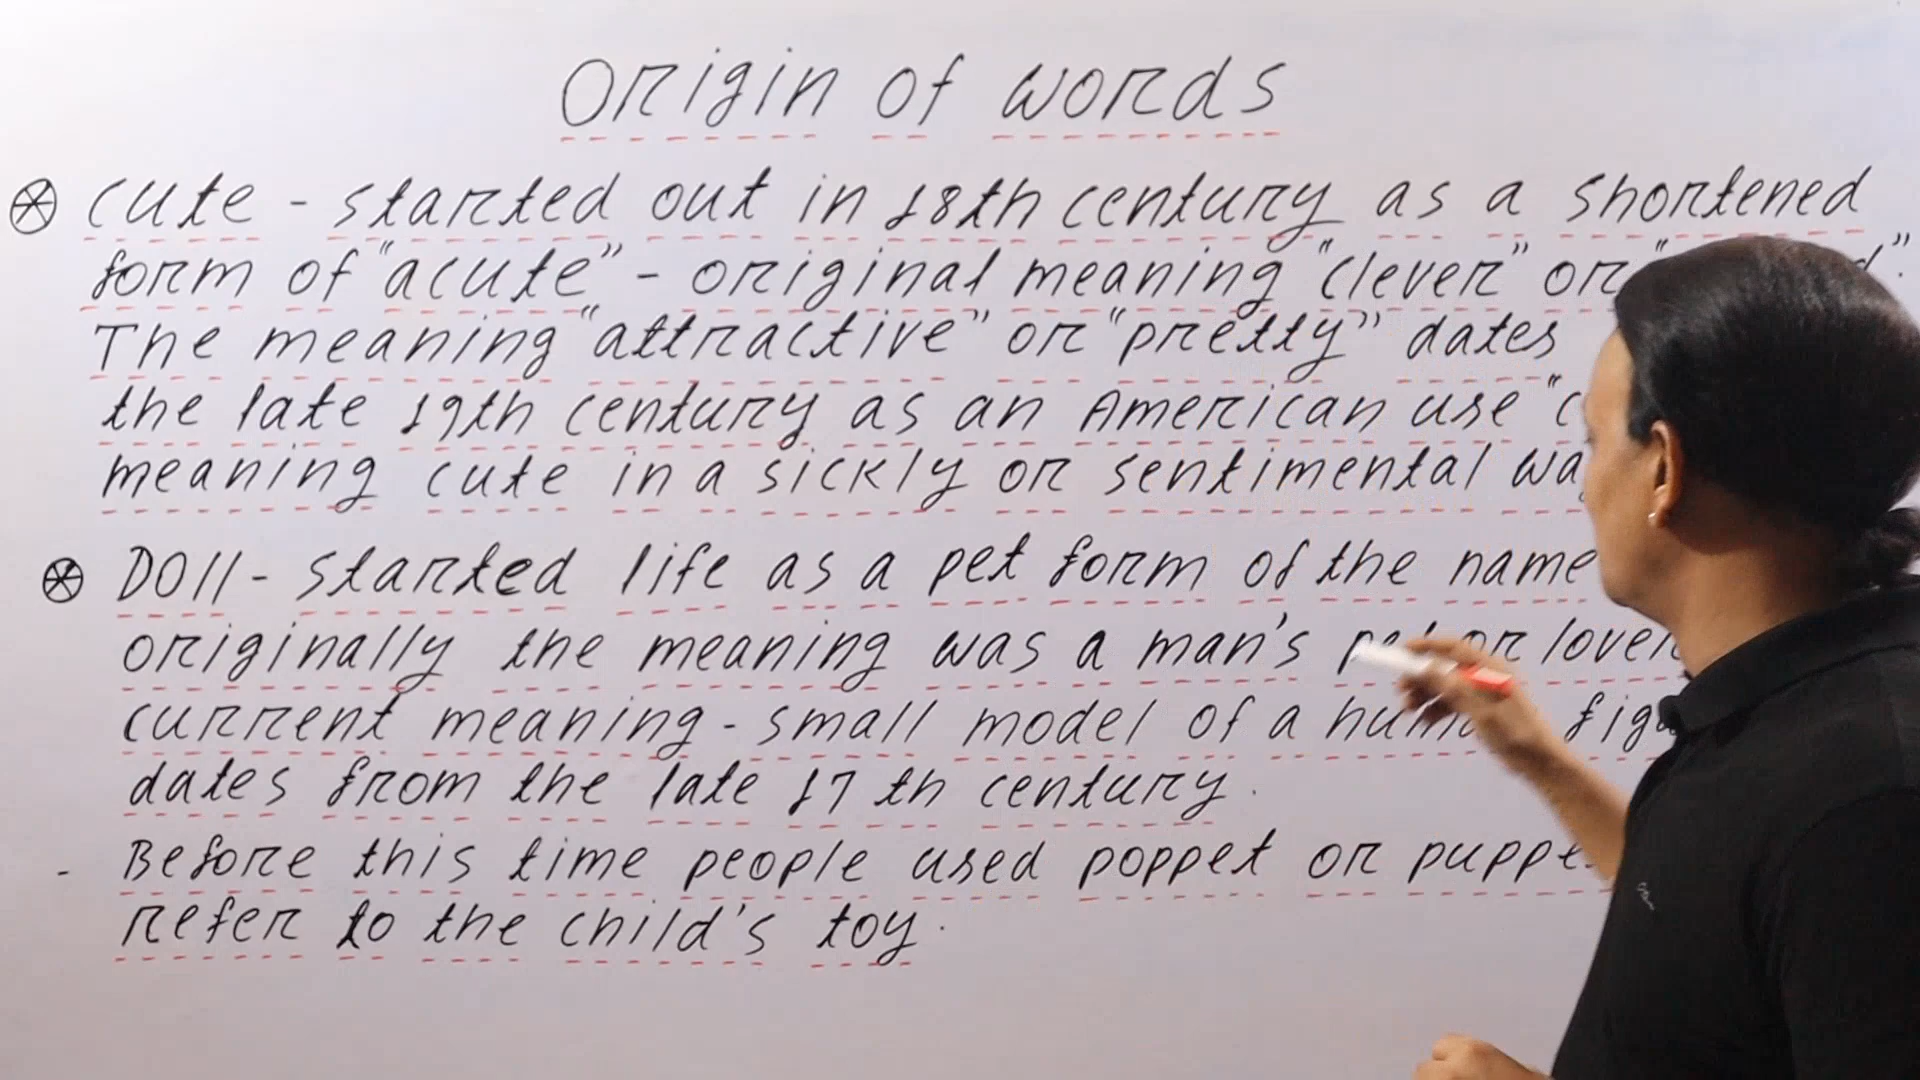 Origin of words
Cute - started out in 18th century as a shortened
form of "acute" - original meaning "clever" or
The meaning "attractive" or "pretty" dates
the late 19th century as an American use
meaning cute in a sickly or sentimental
Doll - started life as a pet form of the name
originally the meaning was a man's or
current meaning - small model of a
dates from the late 17th century.
- Before this time people used poppet or
refer to the child's toy.